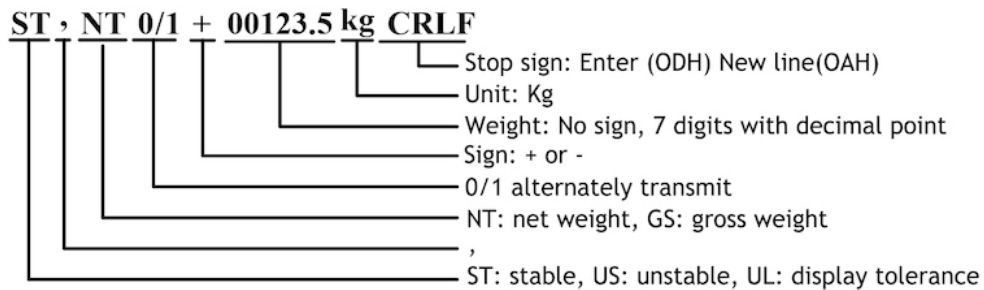 ST , NT 0/1 + 00123.5 kg CRLF
Stop sign: Enter (ODH) New line(OAH)
Unit: Kg
Weight: No sign, 7 digits with decimal point
Sign: + or -
0/1 alternately transmit
NT: net weight, GS: gross weight
,
ST: stable, US: unstable, UL: display tolerance